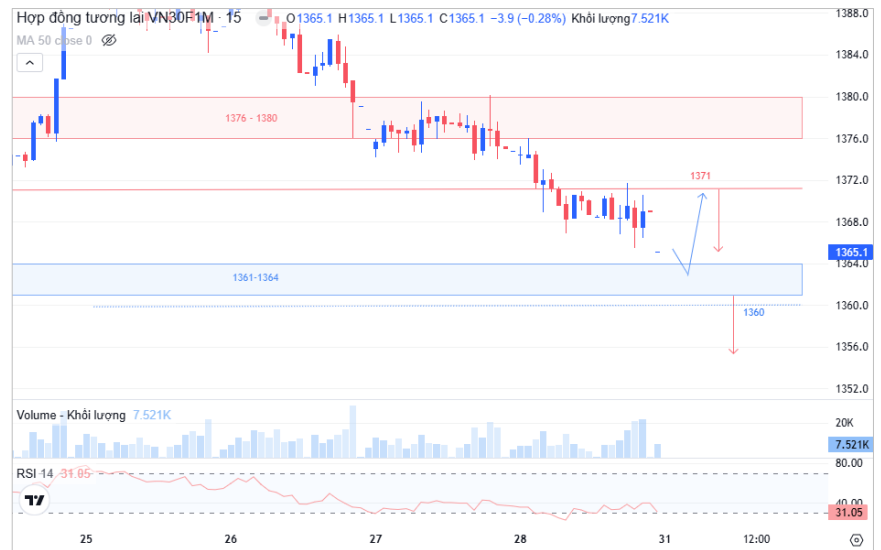 Hợp đồng tương lai VN30F1M · 15 O1365.1 H1365.1 L1365.1 C1365.1 −3.9 (−0.28%) Khối lượng7.521K
MA 50 close 0
1388.0
1384.0
1380.0
1376 - 1380
1376.0
1371
1372.0
1368.0
1365.1
1364.0
1361-1364
1360.0
1360
1356.0
1352.0
Volume - Khối lượng 7.521K
20K
7.521K
RSI 14 31.05
80.00
40.00
31.05
25 26 27 28 31 12:00